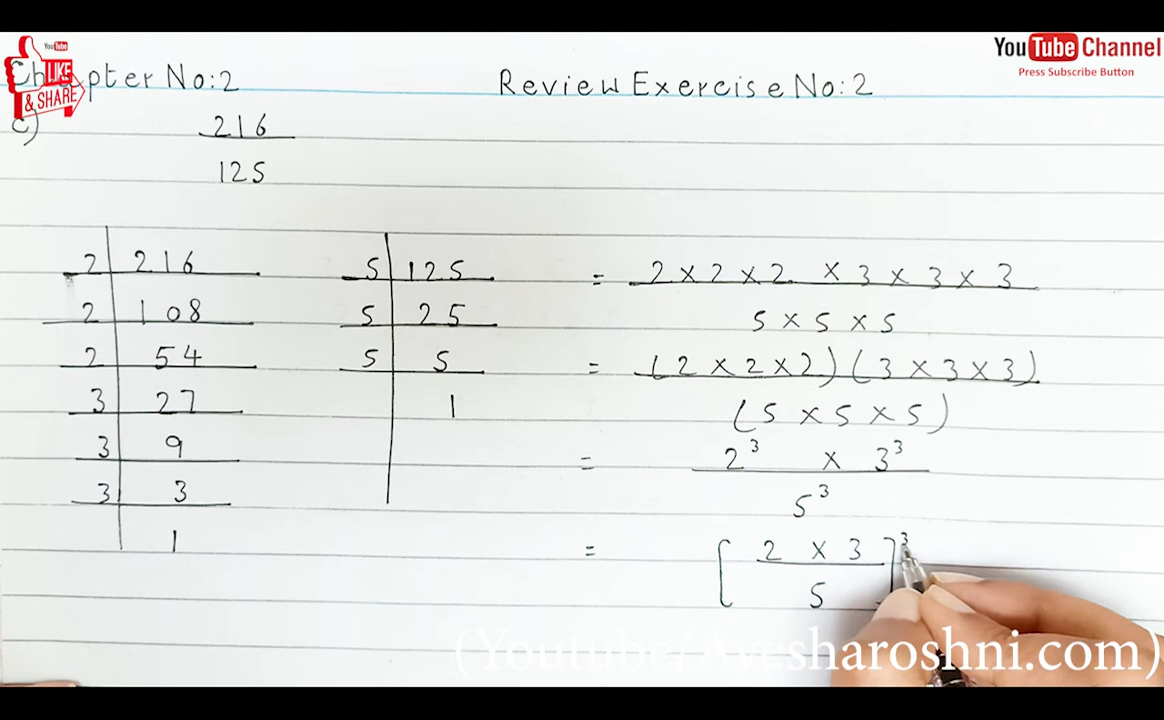 YouTube
LIKE
& SHARE
YouTube Channel
Press Subscribe Button
Chapter No:2 Review Exercise No:2
c) 216
125
2 216
2 108
2 54
3 27
3 9
3 3
1
5 125
5 25
5 5
1
= 2 × 2 × 2 × 3 × 3 × 3
5 × 5 × 5
= (2 × 2 × 2) (3 × 3 × 3)
(5 × 5 × 5)
= 2³ × 3³
5³
= [ 2 × 3 ]³
5
(Youtube/Avesharoshni.com)